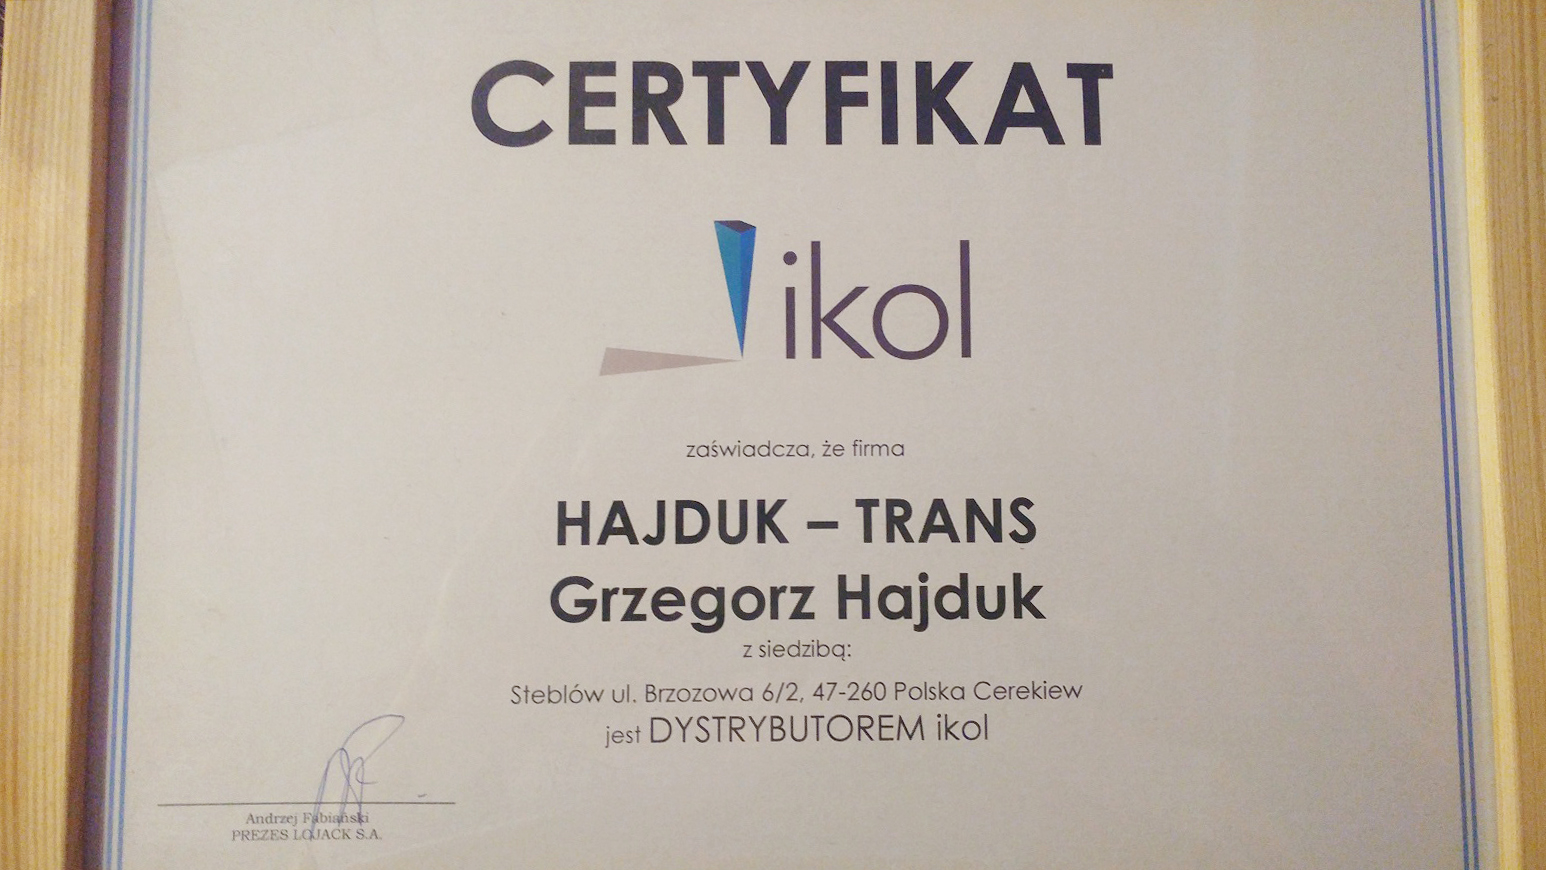 CERTYFIKAT
ikol
zaświadcza, że firma
HAJDUK – TRANS
Grzegorz Hajduk
z siedzibą:
Steblów ul. Brzozowa 6/2, 47-260 Polska Cerekiew
jest DYSTRYBUTOREM ikol
Andrzej Fabiański
PREZES LOJACK S.A.